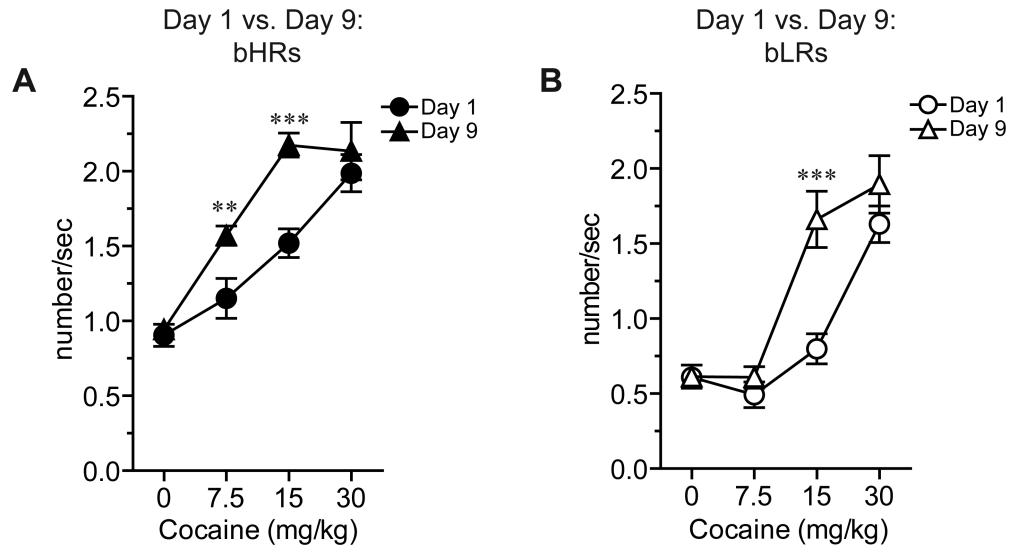 Day 1 vs. Day 9:
bHRs
A
Day 1
Day 9
***
**
2.5
2.0
1.5
1.0
0.5
0.0
number/sec
0 7.5 15 30
Cocaine (mg/kg)
Day 1 vs. Day 9:
bLRs
B
Day 1
Day 9
***
2.5
2.0
1.5
1.0
0.5
0.0
number/sec
0 7.5 15 30
Cocaine (mg/kg)